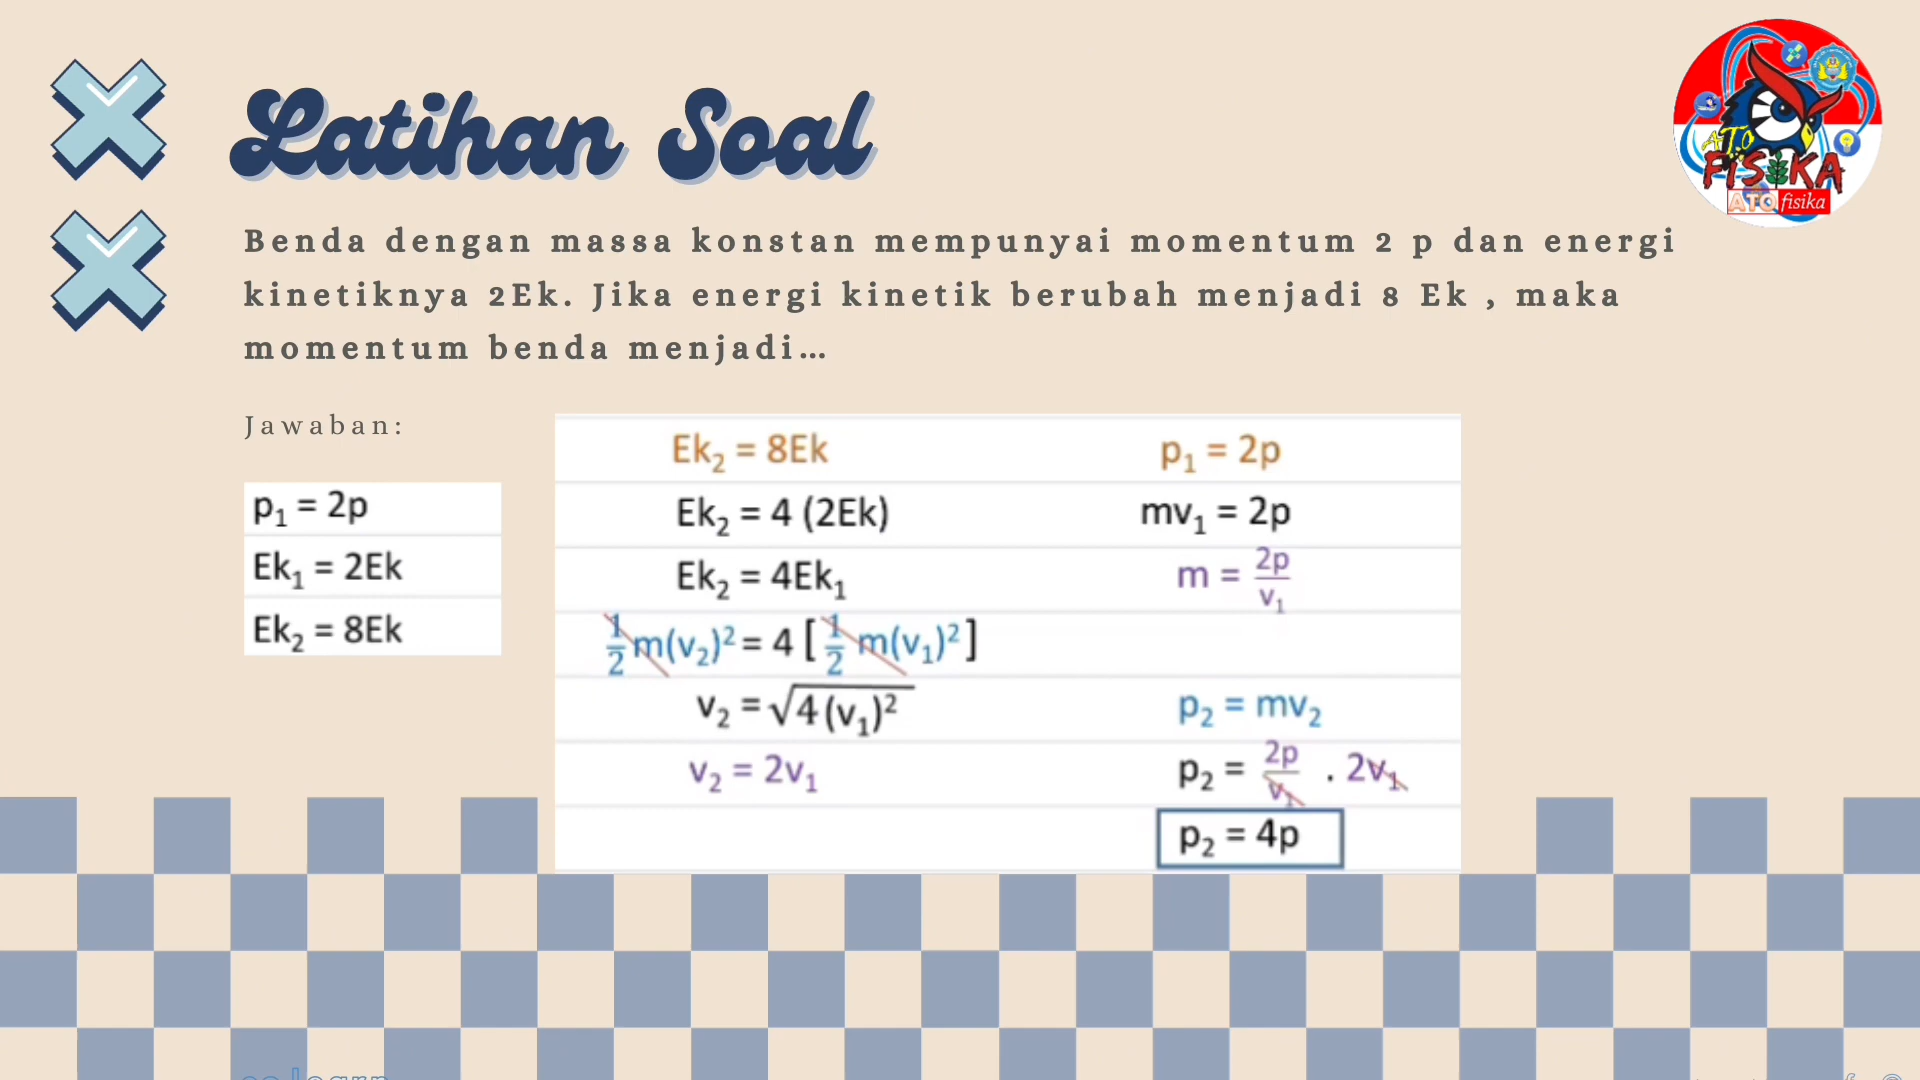 Latihan Soal
A.T.O
FISIKA
ATO fisika
Benda dengan massa konstan mempunyai momentum 2 p dan energi
kinetiknya 2Ek. Jika energi kinetik berubah menjadi 8 Ek , maka
momentum benda menjadi...
Jawaban:
p₁ = 2p
Ek₁ = 2Ek
Ek₂ = 8Ek
Ek₂ = 8Ek
Ek₂ = 4 (2Ek)
Ek₂ = 4Ek₁
½m(v₂)² = 4 [½ m(v₁)²]
v₂ = √4(v₁)²
v₂ = 2v₁
p₁ = 2p
mv₁ = 2p
m = 2p/v₁
p₂ = mv₂
p₂ = 2p/v₁ . 2v₁
p₂ = 4p